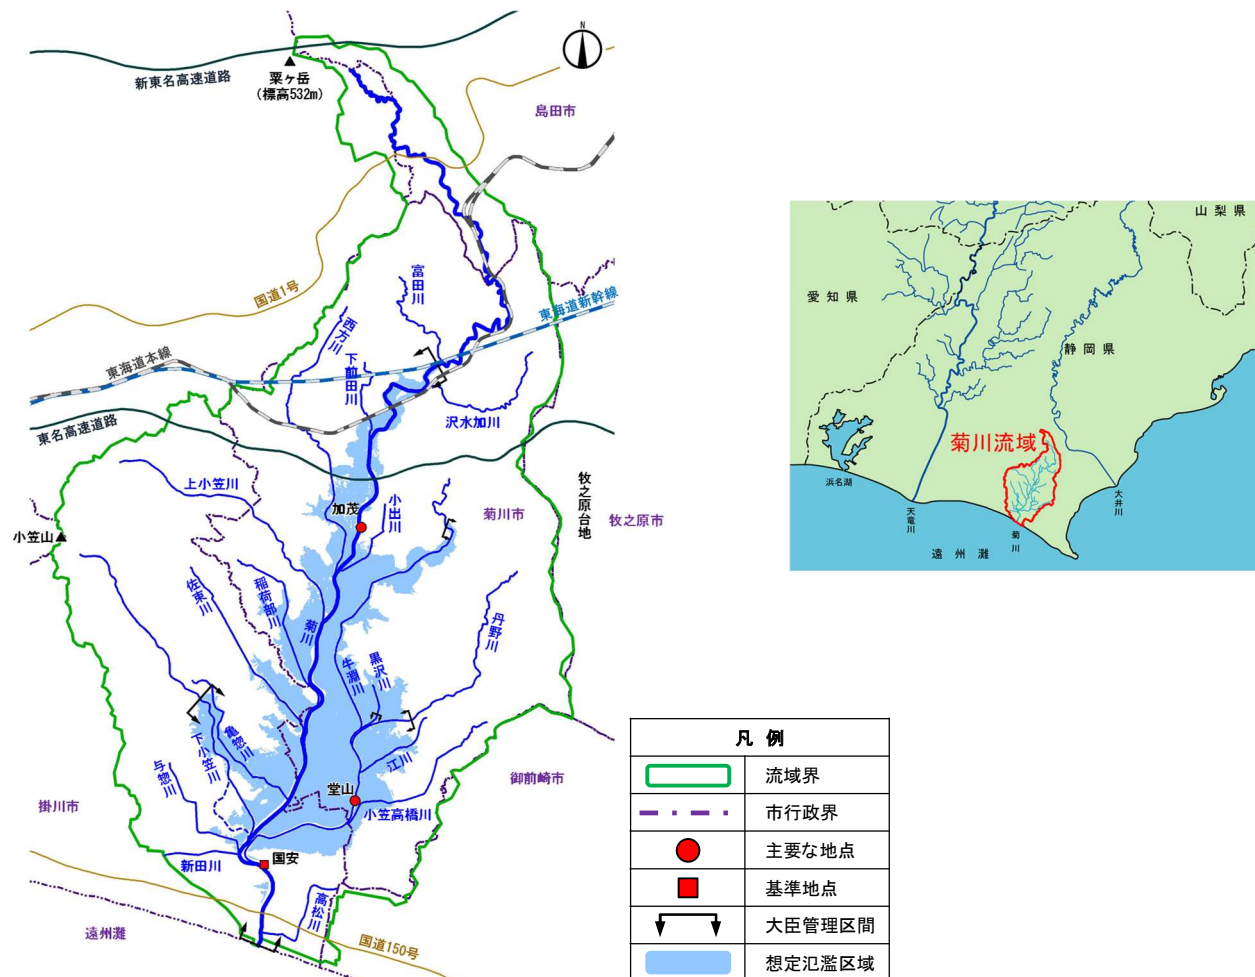 N
新東名高速道路
粟ヶ岳
(標高532m)
島田市
国道1号
富田川
東海道新幹線
西方川
下前田川
東海道本線
沢水加川
東名高速道路
上小笠川
加茂
小出川
菊川市
牧之原台地
牧之原市
小笠山
佐束川
稲荷部川
菊川
丹野川
牛淵川
黒沢川
亀惣川
下小笠川
与惣川
江川
堂山
小笠高橋川
御前崎市
掛川市
国安
新田川
高松川
遠州灘
国道150号
山梨県
愛知県
静岡県
菊川流域
浜名湖
天竜川
菊川
大井川
遠州灘
凡例
流域界
市行政界
主要な地点
基準地点
大臣管理区間
想定氾濫区域